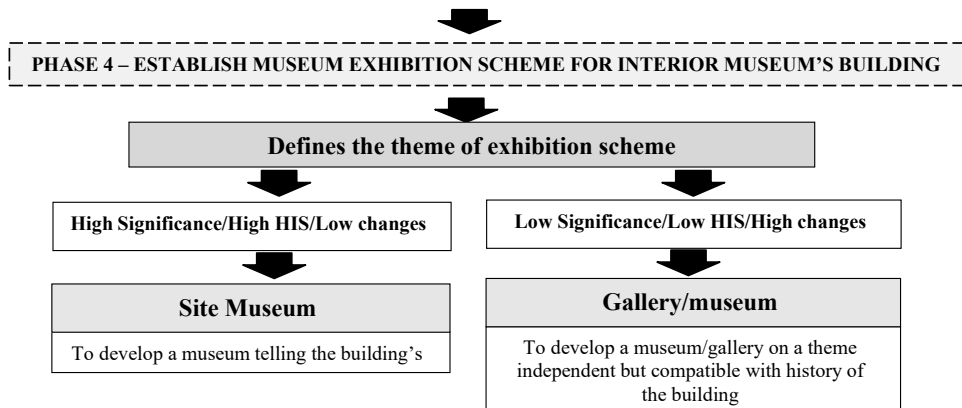 PHASE 4 – ESTABLISH MUSEUM EXHIBITION SCHEME FOR INTERIOR MUSEUM'S BUILDING
Defines the theme of exhibition scheme
High Significance/High HIS/Low changes
Low Significance/Low HIS/High changes
Site Museum
To develop a museum telling the building's
Gallery/museum
To develop a museum/gallery on a theme
independent but compatible with history of
the building